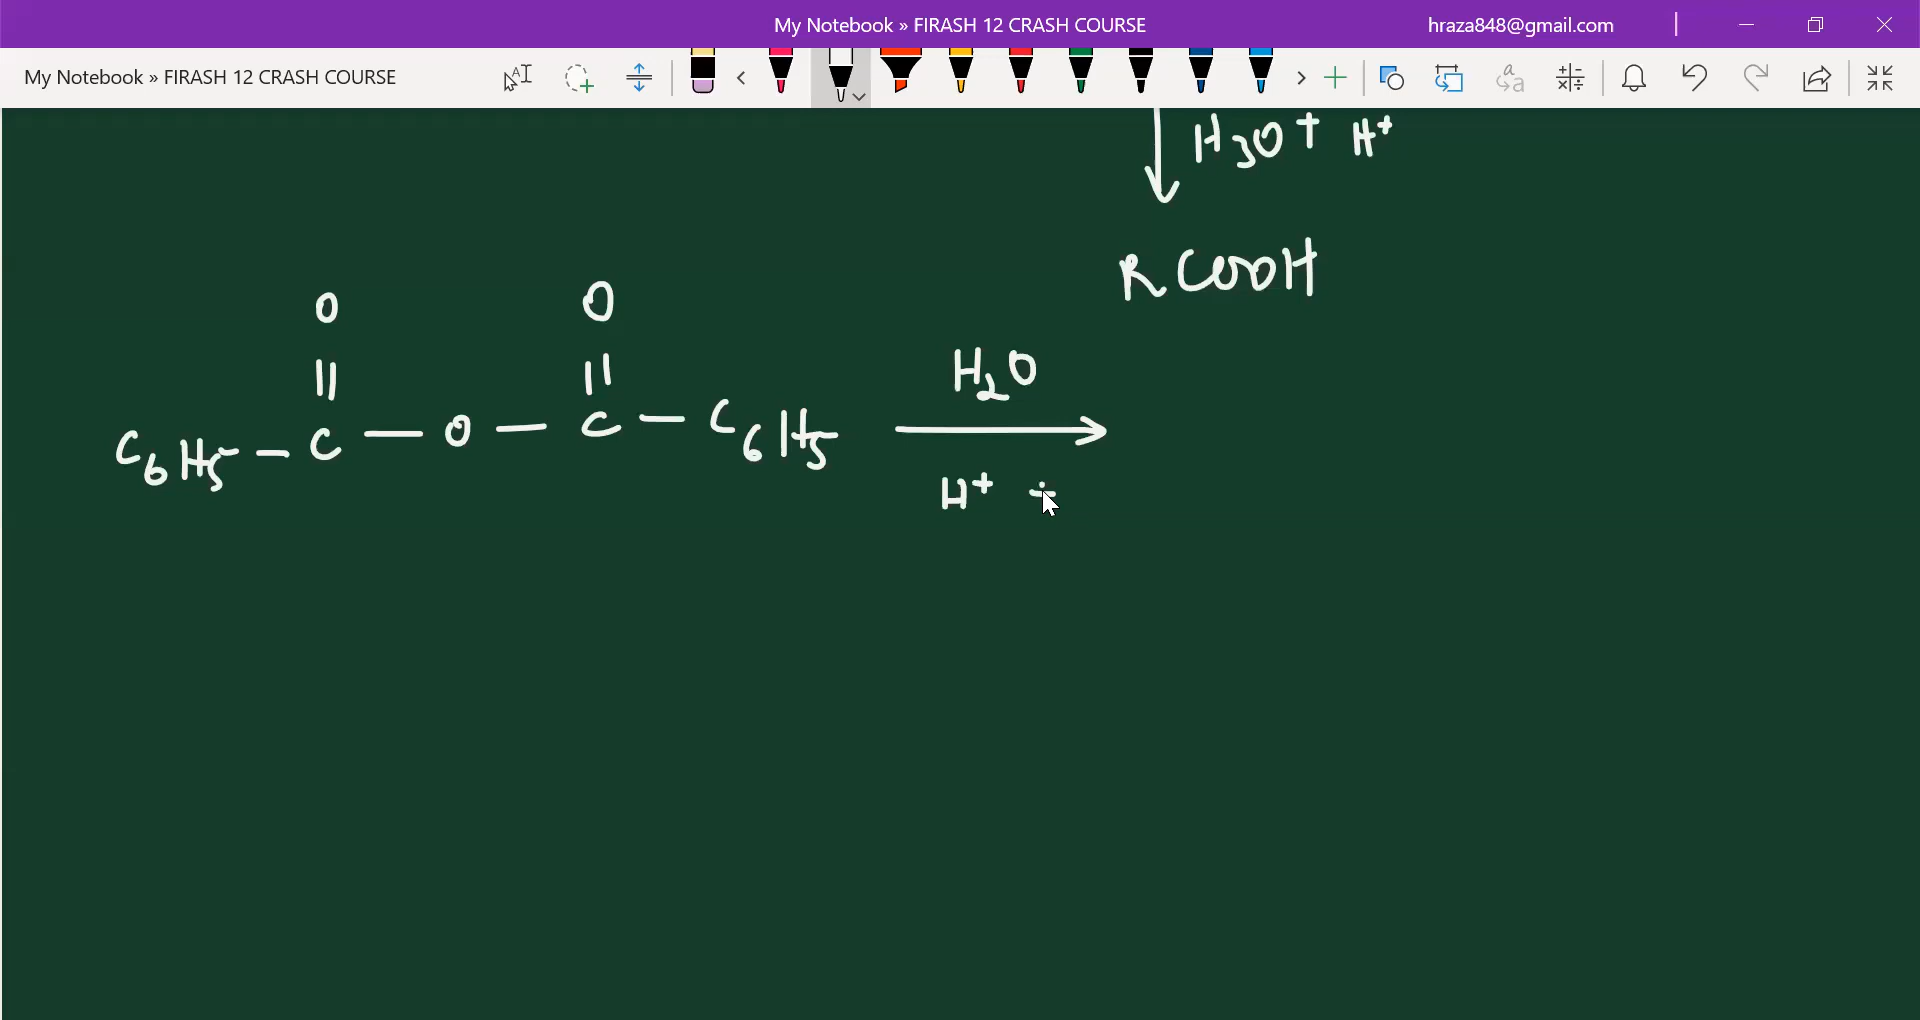 My Notebook » FIRASH 12 CRASH COURSE
hraza848@gmail.com
My Notebook » FIRASH 12 CRASH COURSE
H3O+ H+
RCOOH
O O
|| ||
C6H5 — C — O — C — C6H5
H2O
H+